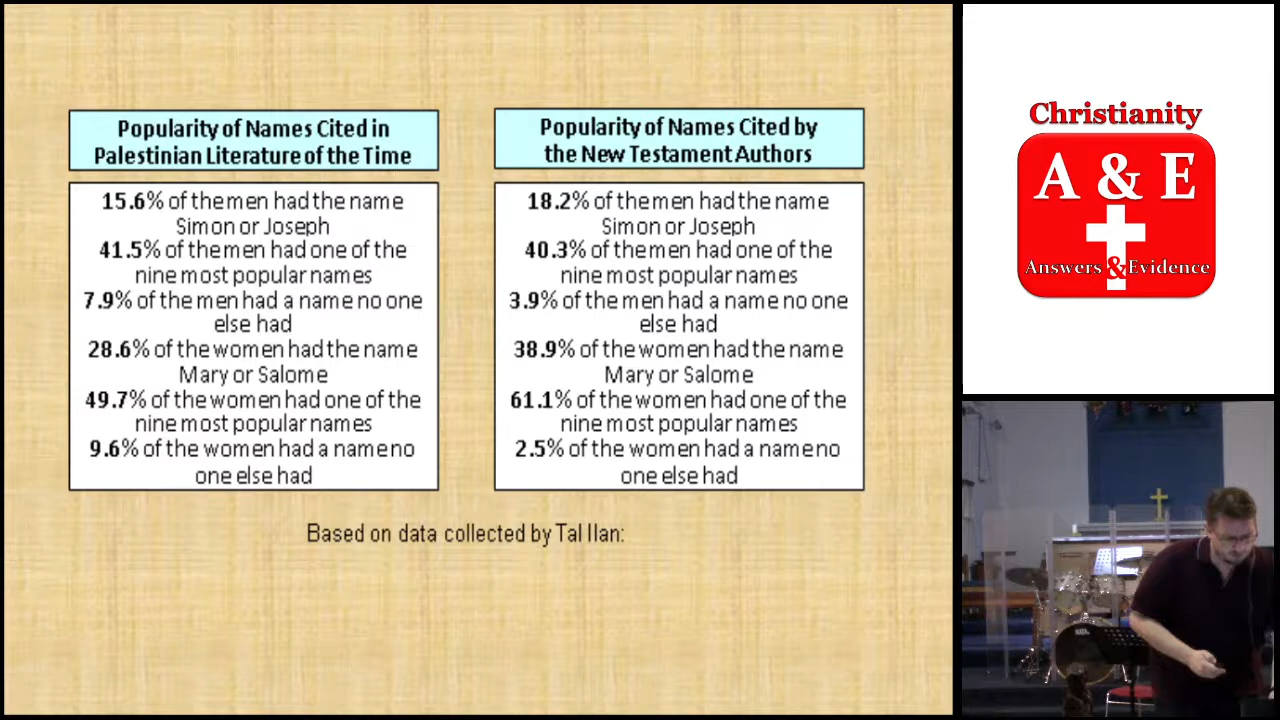 Popularity of Names Cited in
Palestinian Literature of the Time
15.6% of the men had the name
Simon or Joseph
41.5% of the men had one of the
nine most popular names
7.9% of the men had a name no one
else had
28.6% of the women had the name
Mary or Salome
49.7% of the women had one of the
nine most popular names
9.6% of the women had a name no
one else had
Popularity of Names Cited by
the New Testament Authors
18.2% of the men had the name
Simon or Joseph
40.3% of the men had one of the
nine most popular names
3.9% of the men had a name no one
else had
38.9% of the women had the name
Mary or Salome
61.1% of the women had one of the
nine most popular names
2.5% of the women had a name no
one else had
Based on data collected by Tal Ilan:
Christianity
A & E
Answers & Evidence